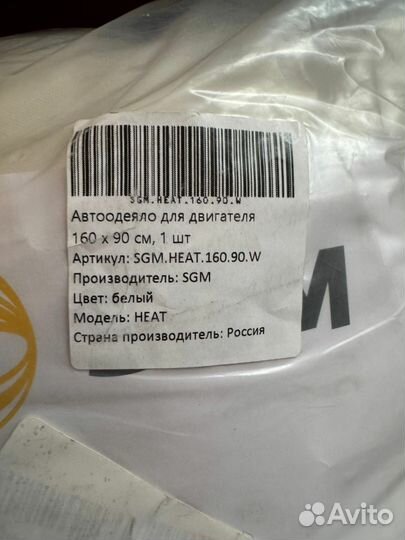 SGM.HEAT.160.90.W
Автоодеяло для двигателя
160 x 90 см, 1 шт
Артикул: SGM.HEAT.160.90.W
Производитель: SGM
Цвет: белый
Модель: HEAT
Страна производитель: Россия
M
Avito